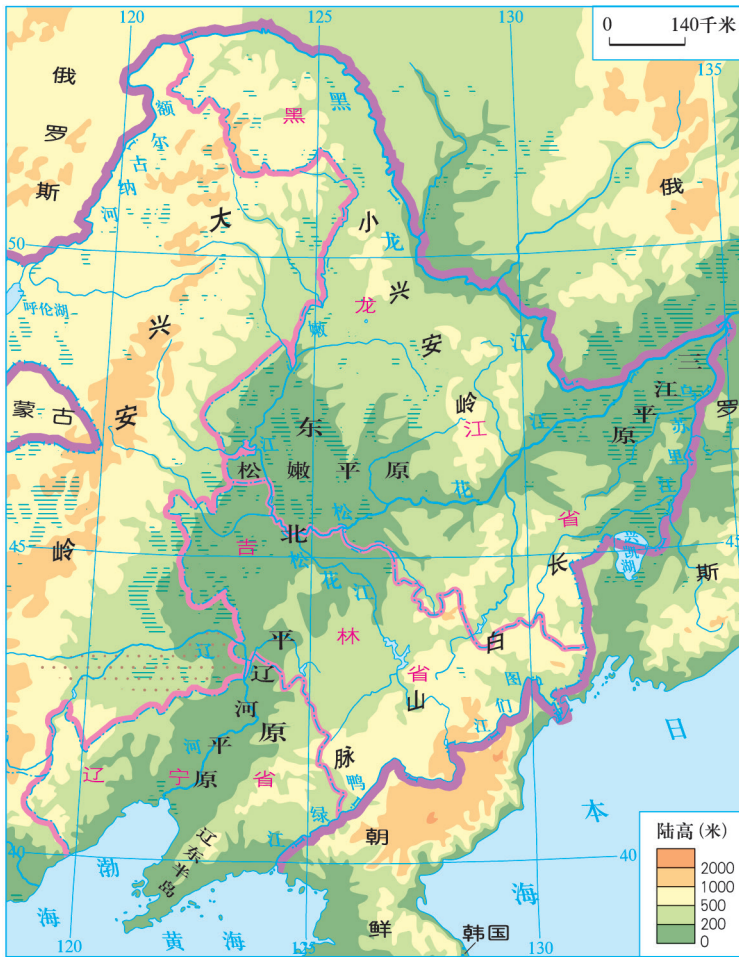 120
125
130
0 140千米
135
俄罗斯
额尔古纳河
黑龙江
黑龙江省
俄罗斯
大兴安岭
小兴安岭
50
呼伦湖
嫩江
蒙古
三江平原
乌苏里江
东北平原
松嫩平原
松花江
45
45
吉林省
松花江
兴凯湖
长白山脉
辽河
辽河平原
图们江
辽宁省
鸭绿江
日本海
朝鲜
辽东半岛
40
40
渤海
黄海
韩国
120
125
130
陆高(米)
2000
1000
500
200
0